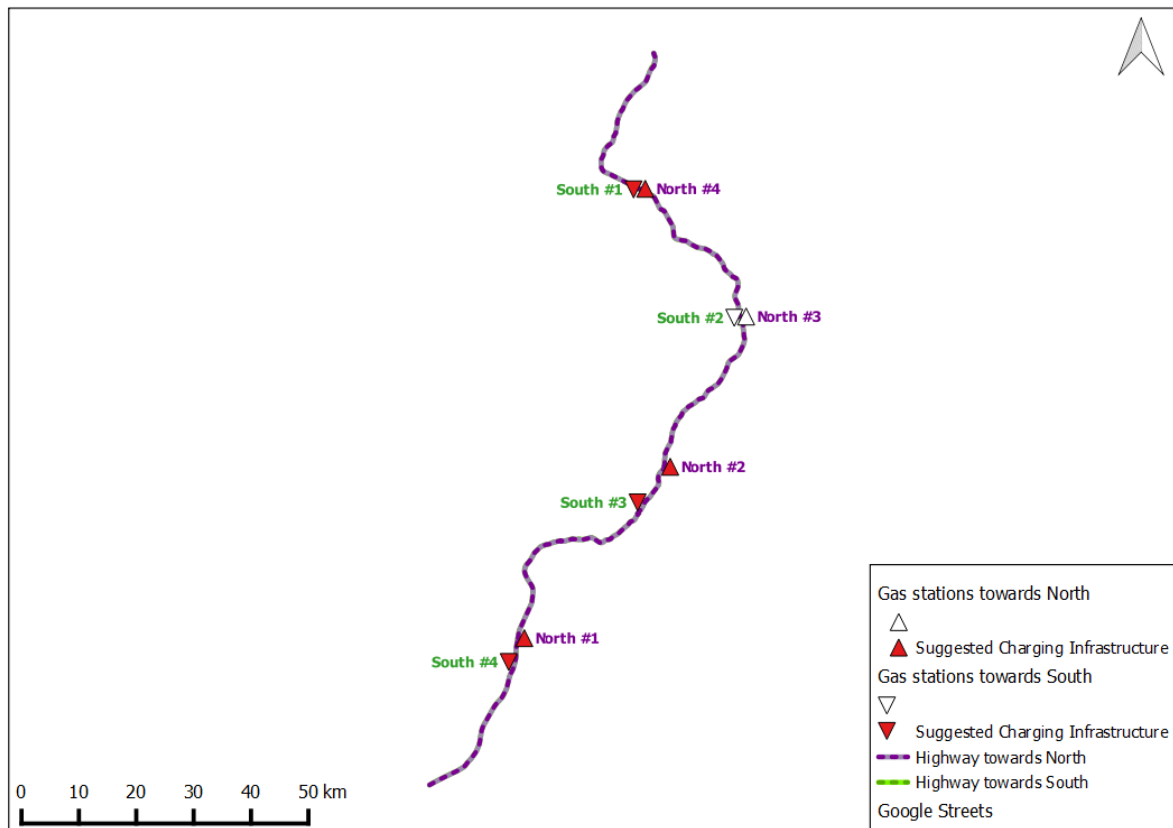 South #1
North #4
South #2
North #3
North #2
South #3
North #1
South #4
Gas stations towards North
Suggested Charging Infrastructure
Gas stations towards South
Suggested Charging Infrastructure
Highway towards North
Highway towards South
Google Streets
0 10 20 30 40 50 km